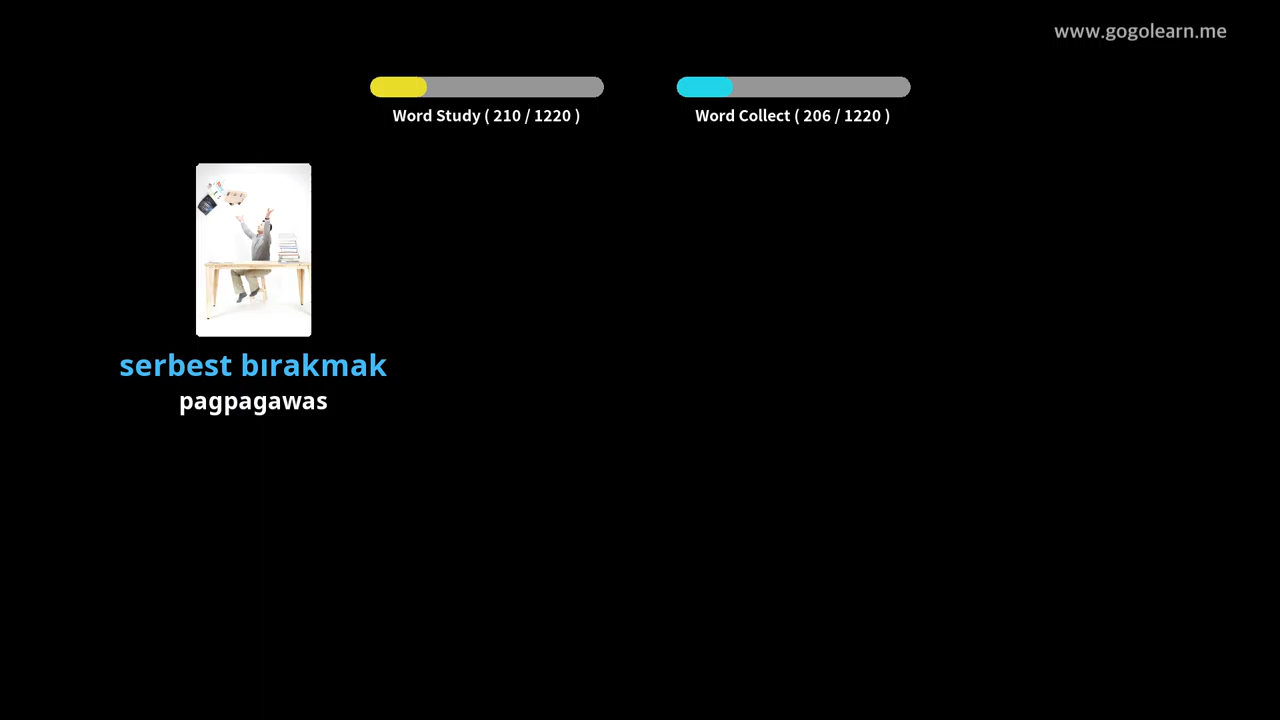 www.gogolearn.me
Word Study ( 210 / 1220 )
Word Collect ( 206 / 1220 )
serbest bırakmak
pagpagawas